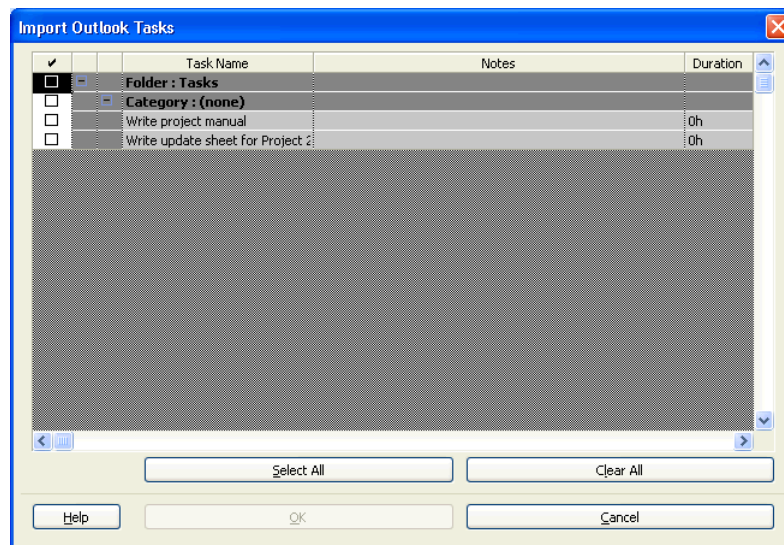 Import Outlook Tasks
Task Name Notes Duration
Folder : Tasks
Category : (none)
Write project manual 0h
Write update sheet for Project 0h
Select All Clear All
Help OK Cancel